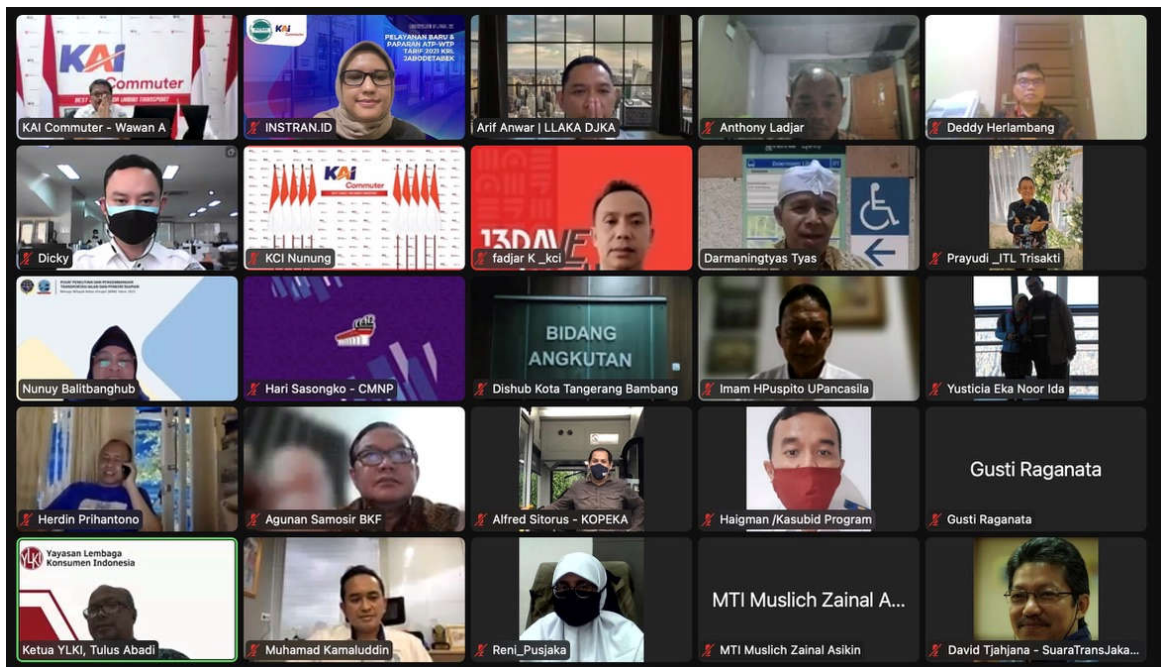 KAI
Commuter
KAI Commuter - Wawan A
KAI
Commuter
PELAYANAN BARU &
PAPARAN ATP-WTP
TARIF 2021 KRL
JABODETABEK
INSTRAN.ID
Arif Anwar | LLAKA DJKA
Anthony Ladjar
Deddy Herlambang
Dicky
KAI
Commuter
KCI Nunung
fadjar K _kci
Darmaningtyas Tyas
Prayudi _ITL Trisakti
Nunuy Balitbanghub
Hari Sasongko - CMNP
BIDANG
ANGKUTAN
Dishub Kota Tangerang Bambang
Imam HPuspito UPancasila
Yusticia Eka Noor Ida
Herdin Prihantono
Agunan Samosir BKF
Alfred Sitorus - KOPEKA
Haigman /Kasubid Program
Gusti Raganata
Gusti Raganata
YLKI
Yayasan Lembaga
Konsumen Indonesia
Ketua YLKI, Tulus Abadi
Muhamad Kamaluddin
Reni_Pusjaka
MTI Muslich Zainal A...
MTI Muslich Zainal Asikin
David Tjahjana - SuaraTransJaka...